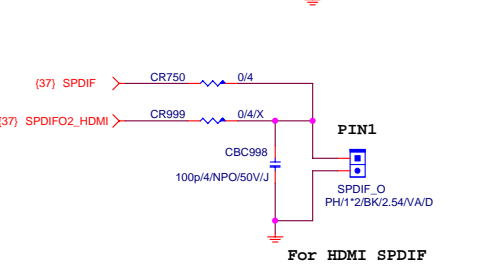 {37} SPDIF CR750 0/4
{37} SPDIFO2_HDMI CR999 0/4/X
PIN1
CBC998
100p/4/NPO/50V/J
SPDIF_O
PH/1*2/BK/2.54/VA/D
For HDMI SPDIF